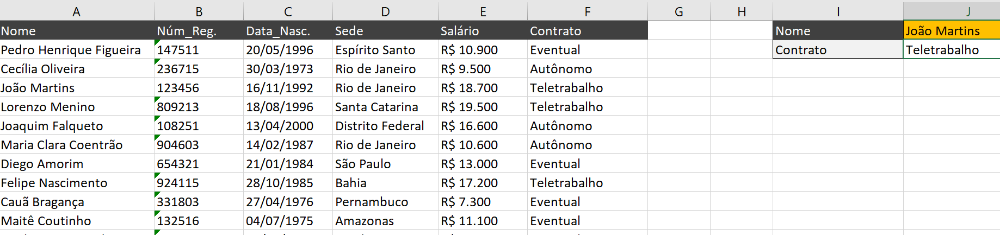 A B C D E F G H I J
Nome Núm_Reg. Data_Nasc. Sede Salário Contrato Nome João Martins
Pedro Henrique Figueira 147511 20/05/1996 Espírito Santo R$ 10.900 Eventual Contrato Teletrabalho
Cecília Oliveira 236715 30/03/1973 Rio de Janeiro R$ 9.500 Autônomo
João Martins 123456 16/11/1992 Rio de Janeiro R$ 18.700 Teletrabalho
Lorenzo Menino 809213 18/08/1996 Santa Catarina R$ 19.500 Teletrabalho
Joaquim Falqueto 108251 13/04/2000 Distrito Federal R$ 16.600 Autônomo
Maria Clara Coentrão 904603 14/02/1987 Rio de Janeiro R$ 10.600 Autônomo
Diego Amorim 654321 21/01/1984 São Paulo R$ 13.000 Eventual
Felipe Nascimento 924115 28/10/1985 Bahia R$ 17.200 Teletrabalho
Cauã Bragança 331803 27/04/1976 Pernambuco R$ 7.300 Eventual
Maitê Coutinho 132516 04/07/1975 Amazonas R$ 11.100 Eventual